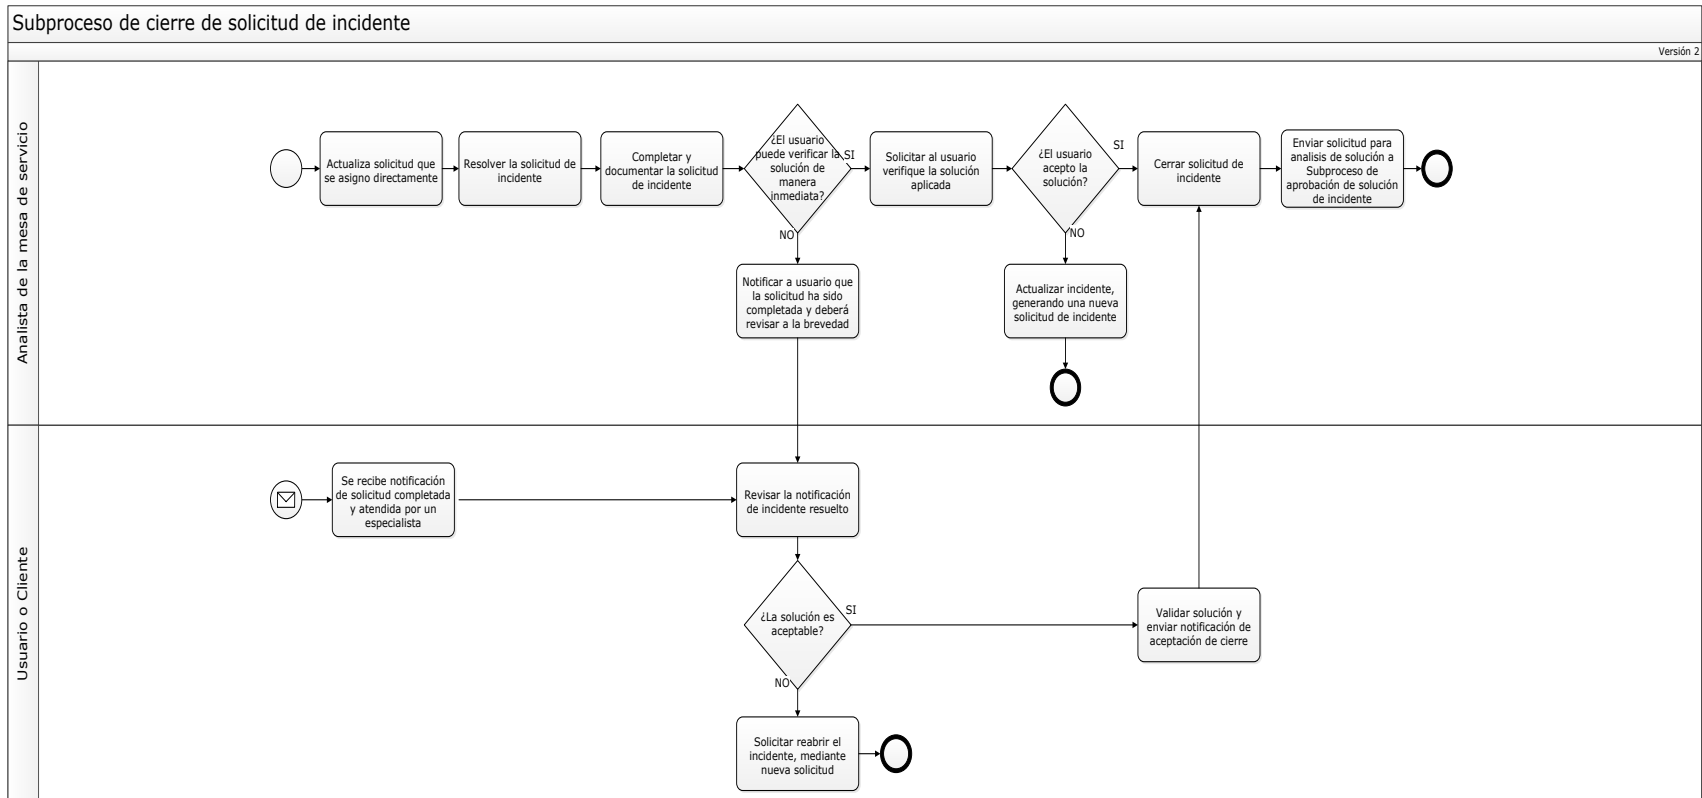 Subproceso de cierre de solicitud de incidente
Versión 2
Analista de la mesa de servicio
Actualiza solicitud que
se asigno directamente
Resolver la solicitud de
incidente
Completar y
documentar la solicitud
de incidente
¿El usuario
puede verificar la
solución de
manera
inmediata?
SI
NO
Solicitar al usuario
verifique la solución
aplicada
¿El usuario
acepto la
solución?
SI
NO
Cerrar solicitud de
incidente
Enviar solicitud para
analisis de solución a
Subproceso de
aprobación de solución
de incidente
Notificar a usuario que
la solicitud ha sido
completada y deberá
revisar a la brevedad
Actualizar incidente,
generando una nueva
solicitud de incidente
Usuario o Cliente
Se recibe notificación
de solicitud completada
y atendida por un
especialista
Revisar la notificación
de incidente resuelto
¿La solución es
aceptable?
SI
NO
Validar solución y
enviar notificación de
aceptación de cierre
Solicitar reabrir el
incidente, mediante
nueva solicitud